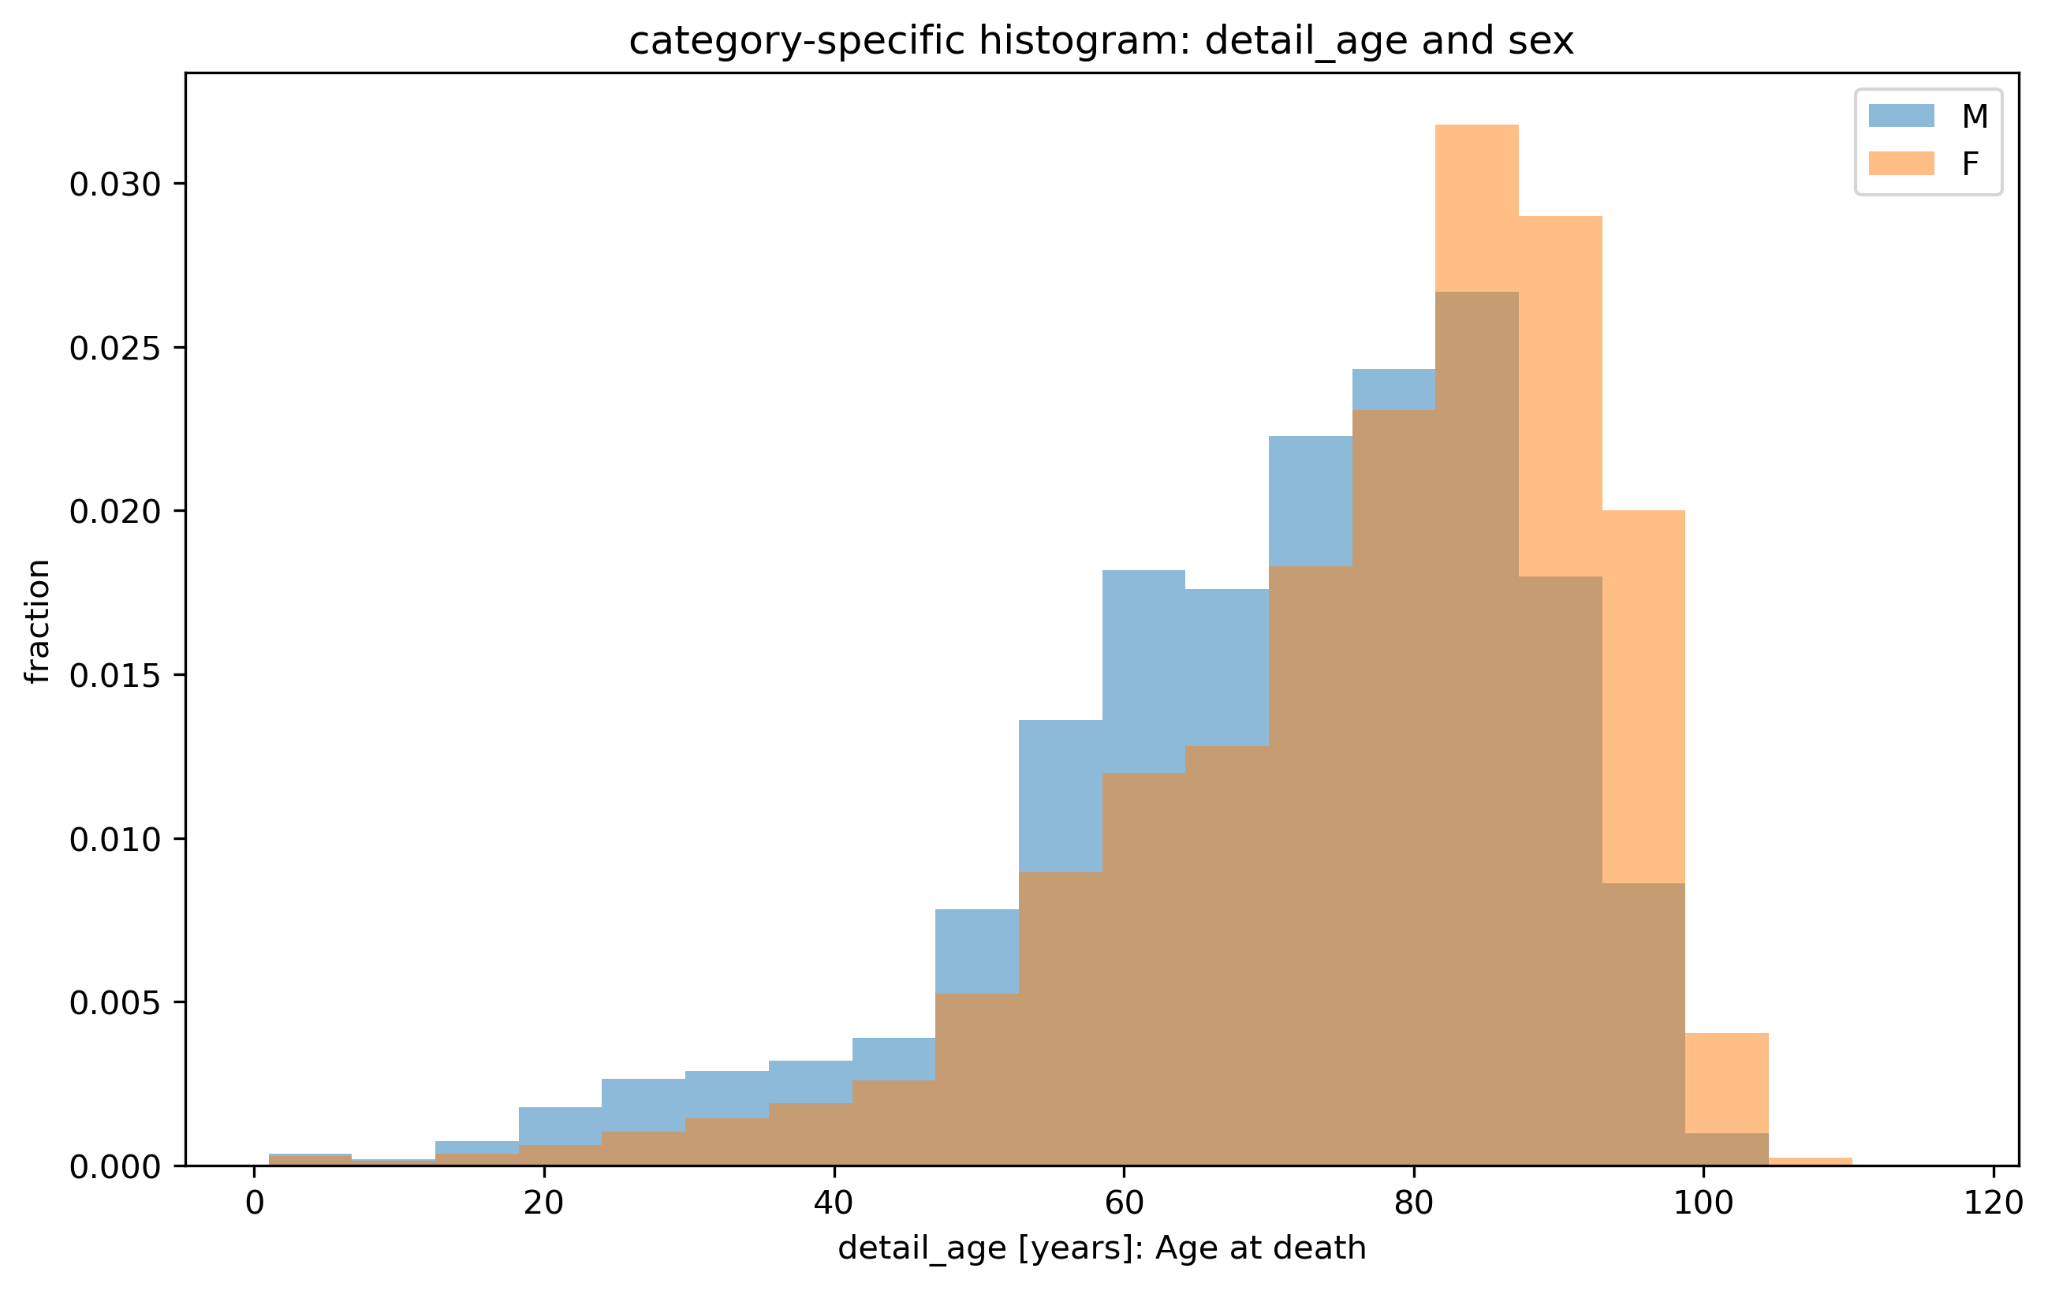 category-specific histogram: detail_age and sex
M
F
0.030
0.025
0.020
0.015
0.010
0.005
0.000
fraction
0 20 40 60 80 100 120
detail_age [years]: Age at death